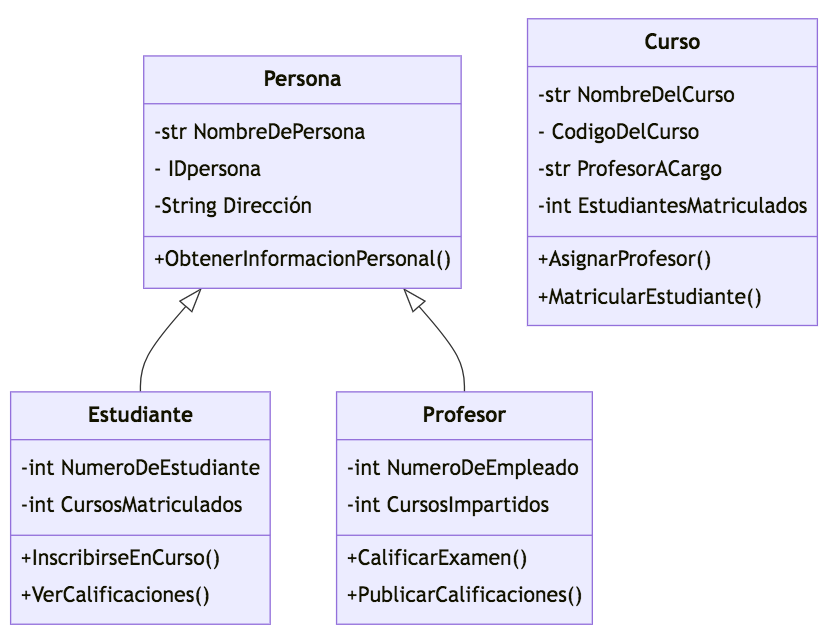 Persona
-str NombreDePersona
- IDpersona
-String Dirección
+ObtenerInformacionPersonal()
Curso
-str NombreDelCurso
- CodigoDelCurso
-str ProfesorACargo
-int EstudiantesMatriculados
+AsignarProfesor()
+MatricularEstudiante()
Estudiante
-int NumeroDeEstudiante
-int CursosMatriculados
+InscribirseEnCurso()
+VerCalificaciones()
Profesor
-int NumeroDeEmpleado
-int CursosImpartidos
+CalificarExamen()
+PublicarCalificaciones()